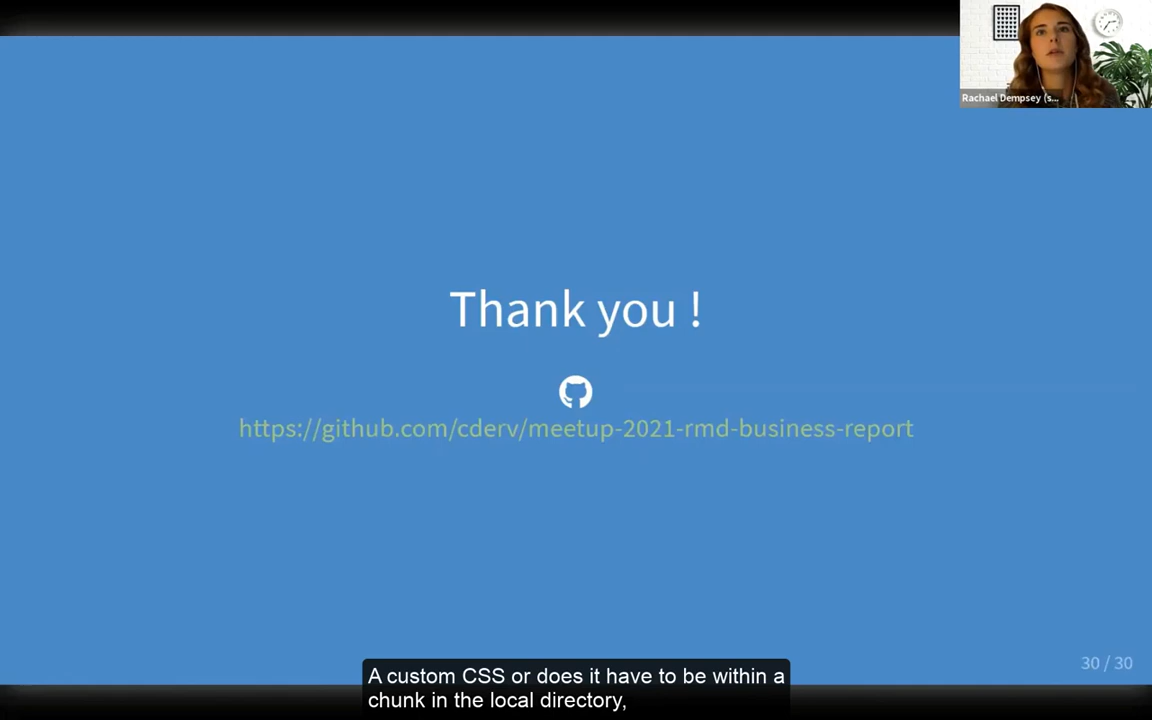 Rachael Dempsey (s...
Thank you !
https://github.com/cderv/meetup-2021-rmd-business-report
30 / 30
A custom CSS or does it have to be within a
chunk in the local directory,